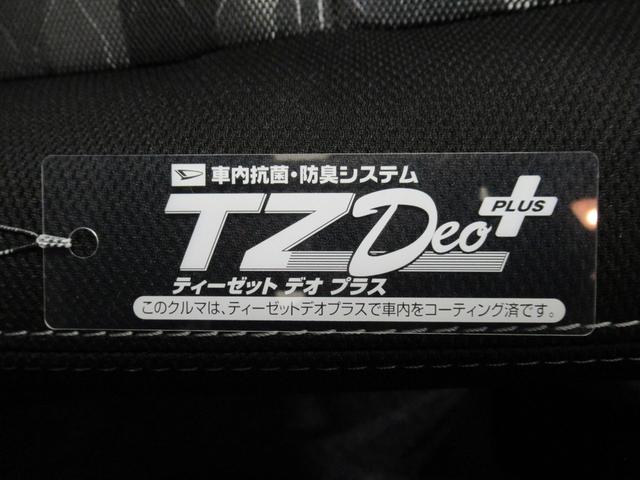 車内抗菌・防臭システム
TZ Deo PLUS
ティーゼット デオ プラス
このクルマは、ティーゼットデオプラスで車内をコーティング済です。